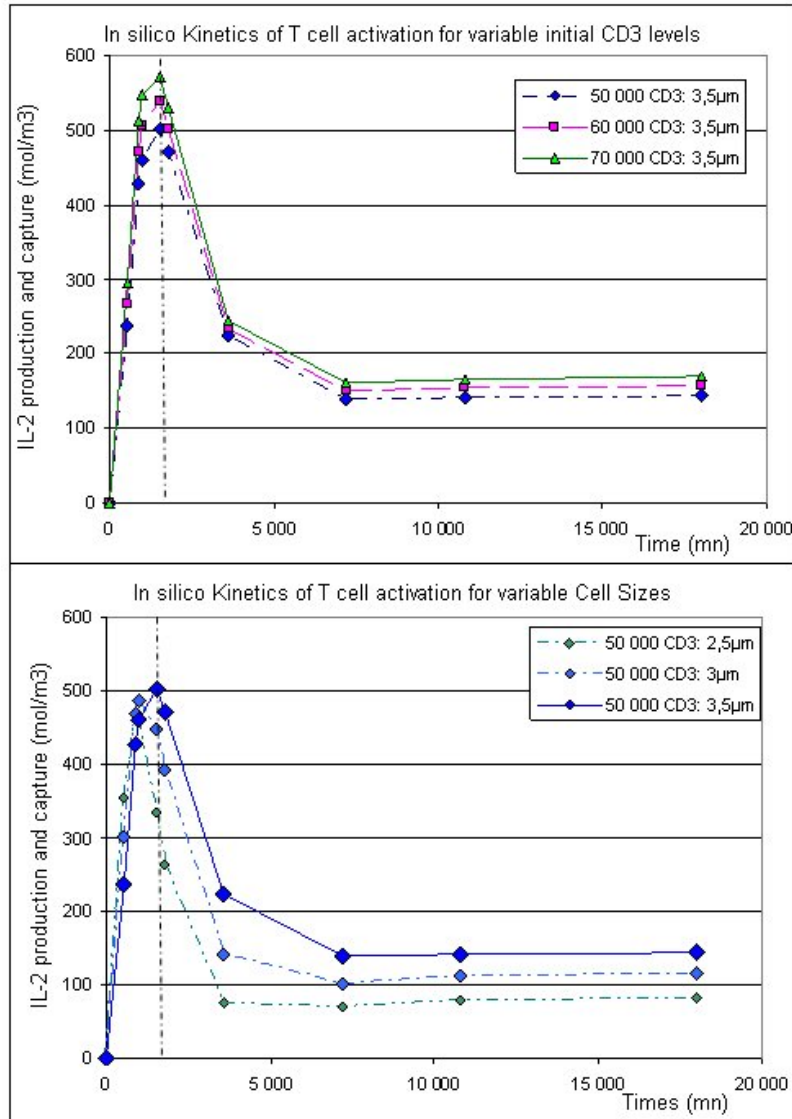 In silico Kinetics of T cell activation for variable initial CD3 levels
600
500
400
300
200
100
0
IL-2 production and capture (mol/m3)
50 000 CD3: 3,5µm
60 000 CD3: 3,5µm
70 000 CD3: 3,5µm
0
5 000
10 000
15 000
20 000
Time (mn)
In silico Kinetics of T cell activation for variable Cell Sizes
600
500
400
300
200
100
0
IL-2 production and capture (mol/m3)
50 000 CD3: 2,5µm
50 000 CD3: 3µm
50 000 CD3: 3,5µm
0
5 000
10 000
15 000
20 000
Times (mn)